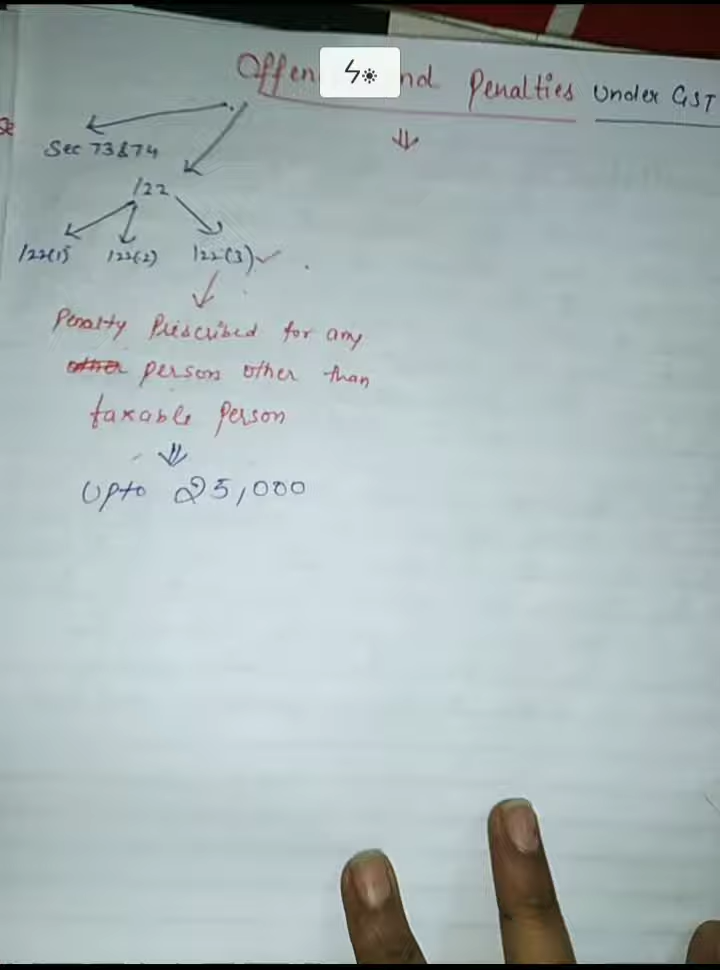 Offen nd Penalties Under GST
Sec 73&74
122
122(1) 122(2) 122(3)
Penalty Prescribed for any
other person other than
taxable Person
Upto 25,000